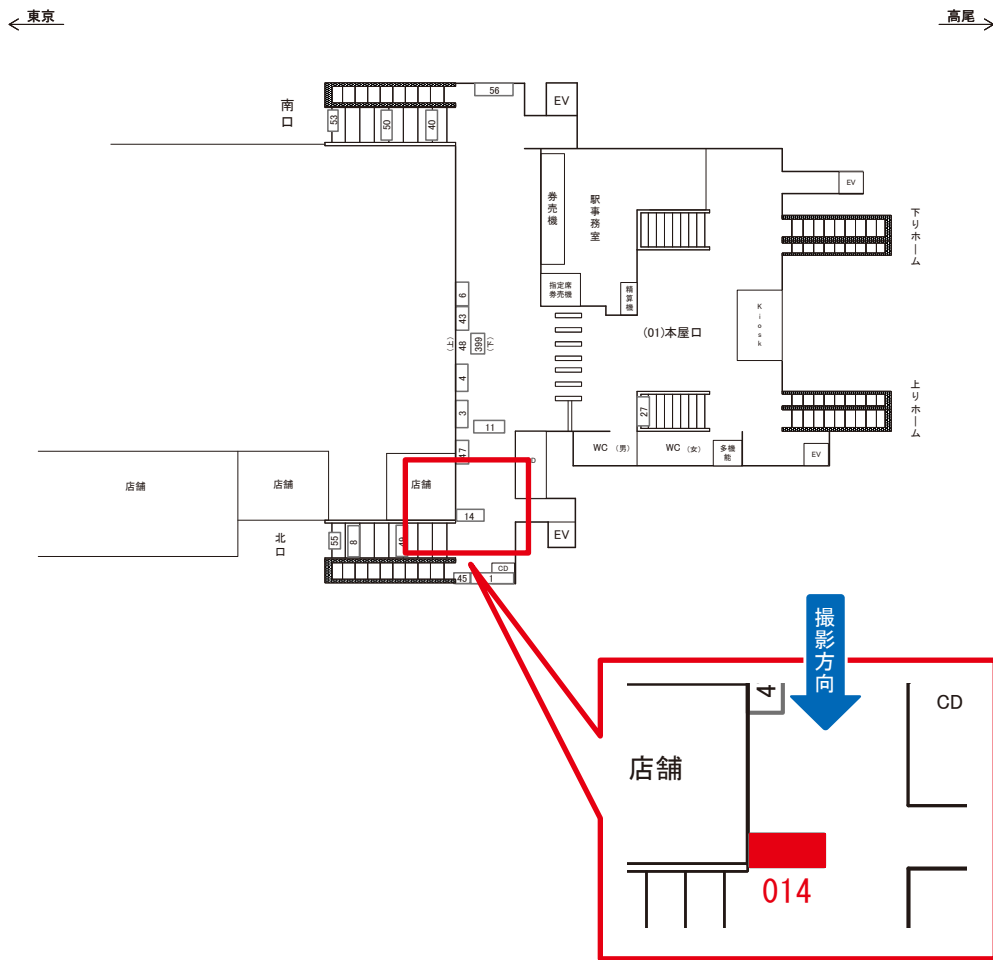 東京
高尾
南口
53
50
40
56
EV
券売機
駅事務室
EV
下りホーム
指定席
券売機
精算機
Kiosk
(01)本屋口
6
43
(上)
48
399
(下)
4
3
11
47
27
上りホーム
WC (男)
WC (女)
多機能
EV
店舗
店舗
店舗
14
北口
55
8
49
EV
CD
45
1
撮影方向
4
CD
店舗
014